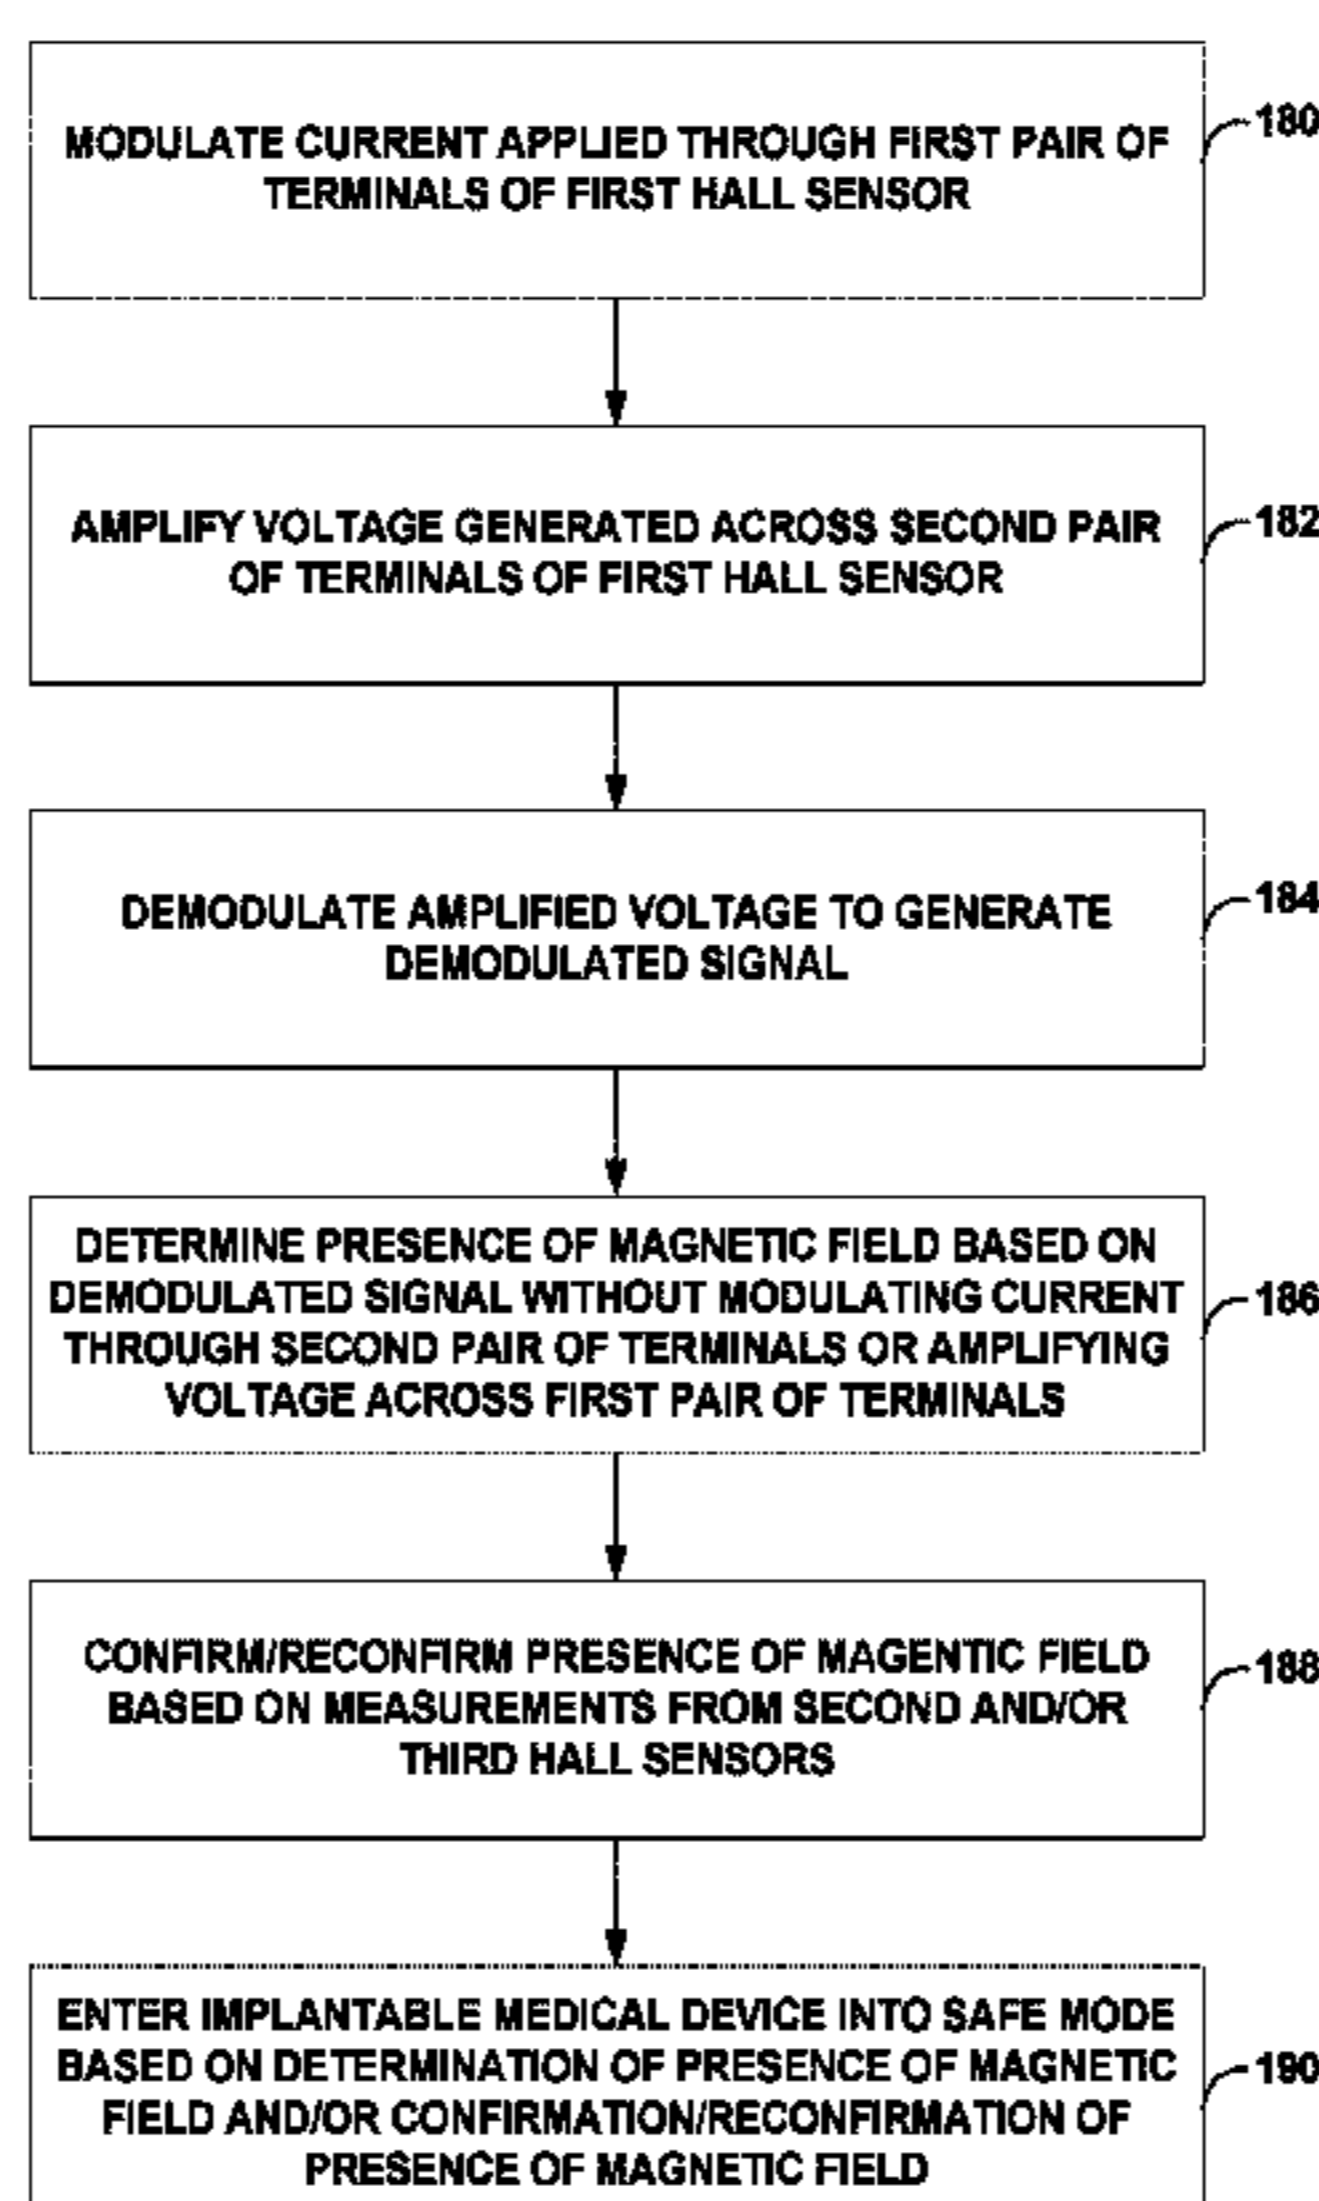 MODULATE CURRENT APPLIED THROUGH FIRST PAIR OF
TERMINALS OF FIRST HALL SENSOR
180
AMPLIFY VOLTAGE GENERATED ACROSS SECOND PAIR
OF TERMINALS OF FIRST HALL SENSOR
182
DEMODULATE AMPLIFIED VOLTAGE TO GENERATE
DEMODULATED SIGNAL
184
DETERMINE PRESENCE OF MAGNETIC FIELD BASED ON
DEMODULATED SIGNAL WITHOUT MODULATING CURRENT
THROUGH SECOND PAIR OF TERMINALS OR AMPLIFYING
VOLTAGE ACROSS FIRST PAIR OF TERMINALS
186
CONFIRM/RECONFIRM PRESENCE OF MAGENTIC FIELD
BASED ON MEASUREMENTS FROM SECOND AND/OR
THIRD HALL SENSORS
188
ENTER IMPLANTABLE MEDICAL DEVICE INTO SAFE MODE
BASED ON DETERMINATION OF PRESENCE OF MAGNETIC
FIELD AND/OR CONFIRMATION/RECONFIRMATION OF
PRESENCE OF MAGNETIC FIELD
190